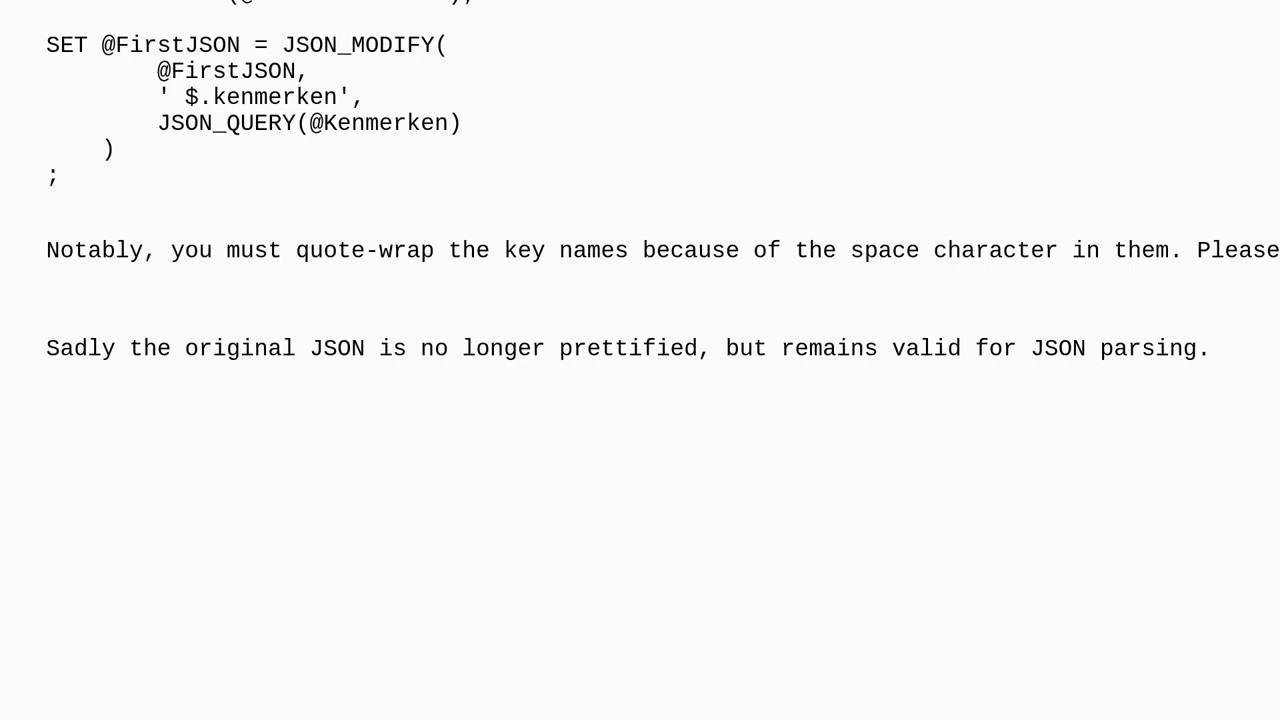 SET @FirstJSON = JSON_MODIFY(
        @FirstJSON,
        ' $.kenmerken',
        JSON_QUERY(@Kenmerken)
    )
;
Notably, you must quote-wrap the key names because of the space character in them. Please
Sadly the original JSON is no longer prettified, but remains valid for JSON parsing.